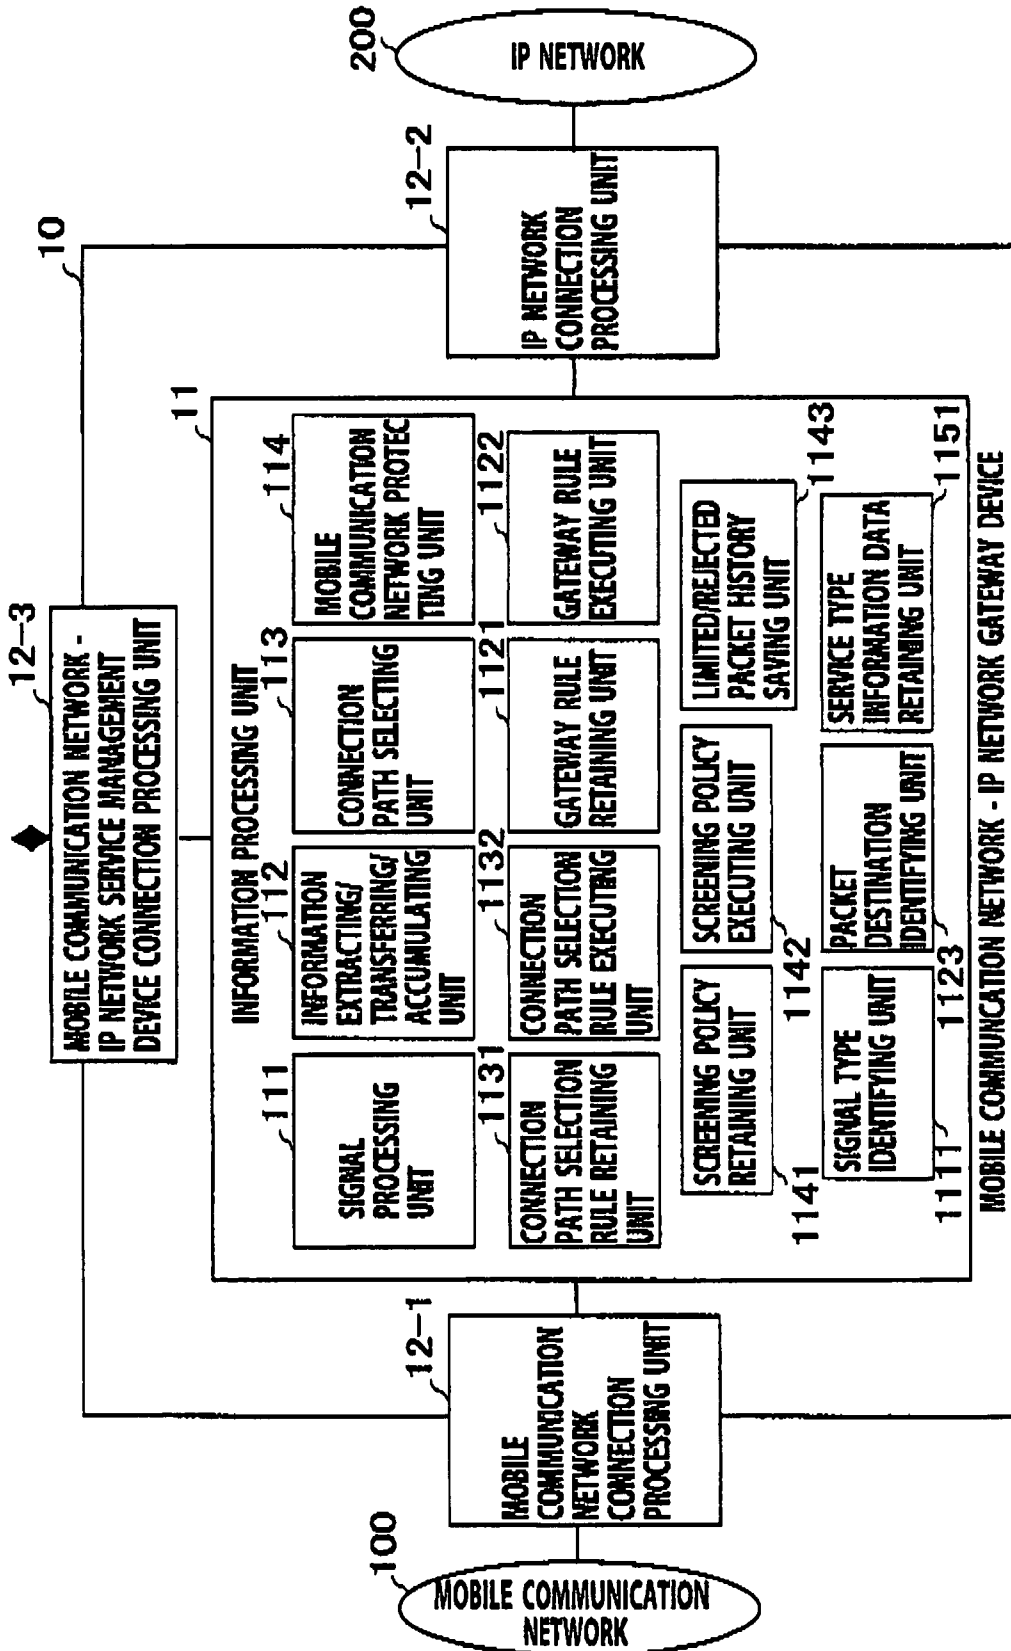 12-3
MOBILE COMMUNICATION NETWORK -
IP NETWORK SERVICE MANAGEMENT
DEVICE CONNECTION PROCESSING UNIT
10
11
INFORMATION PROCESSING UNIT
100
MOBILE COMMUNICATION
NETWORK
12-1
MOBILE
COMMUNICATION
NETWORK
CONNECTION
PROCESSING UNIT
111
SIGNAL
PROCESSING
UNIT
112
INFORMATION
EXTRACTING/
TRANSFERRING/
ACCUMULATING
UNIT
113
CONNECTION
PATH SELECTING
UNIT
114
MOBILE
COMMUNICATION
NETWORK PROTEC
TING UNIT
1131
CONNECTION
PATH SELECTION
RULE RETAINING
UNIT
1132
CONNECTION
PATH SELECTION
RULE EXECUTING
UNIT
1121
GATEWAY RULE
RETAINING UNIT
1122
GATEWAY RULE
EXECUTING UNIT
SCREENING POLICY
RETAINING UNIT
1141
SCREENING POLICY
EXECUTING UNIT
1142
LIMITED/REJECTED
PACKET HISTORY
SAVING UNIT
1143
SIGNAL TYPE
IDENTIFYING UNIT
1111
PACKET
DESTINATION
IDENTIFYING UNIT
1123
SERVICE TYPE
INFORMATION DATA
RETAINING UNIT
1151
12-2
IP NETWORK
CONNECTION
PROCESSING UNIT
200
IP NETWORK
MOBILE COMMUNCATION NETWORK - IP NETWORK GATEWAY DEVICE